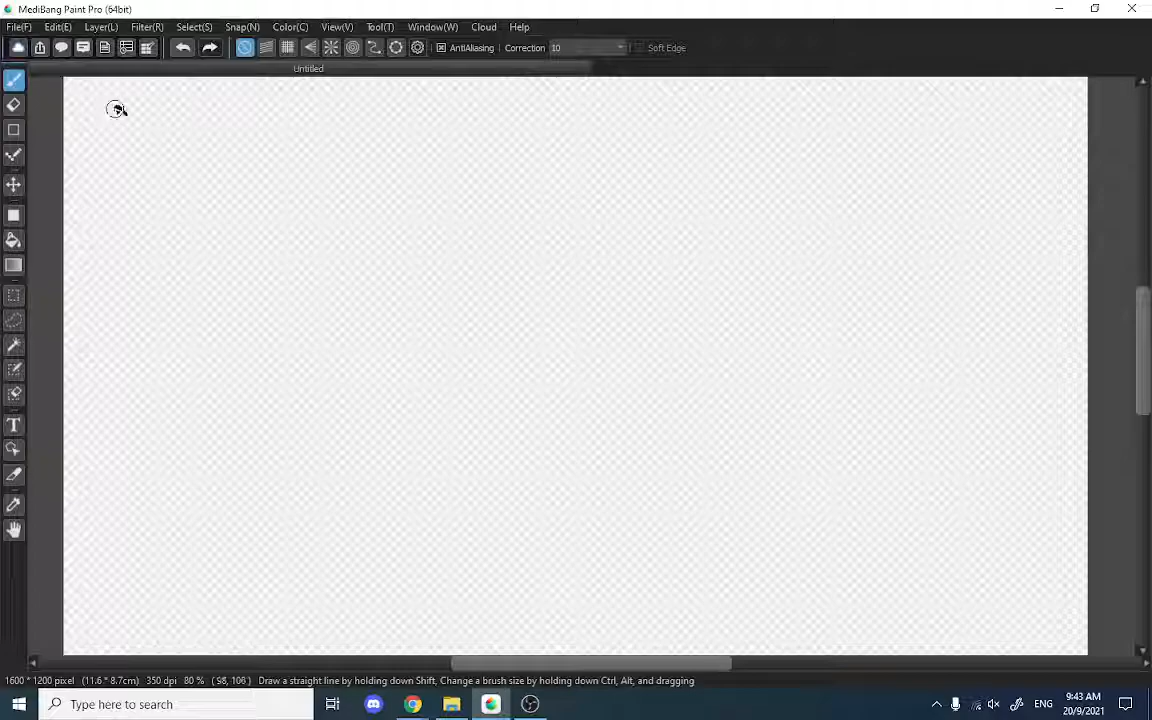 MediBang Paint Pro (64bit)
File(F) Edit(E) Layer(L) Filter(R) Select(S) Snap(N) Color(C) View(V) Tool(T) Window(W) Cloud Help
AntiAliasing Correction 10 Soft Edge
Untitled
T
1600 * 1200 pixel (11.6 * 8.7cm) 350 dpi 80 % (98, 106) Draw a straight line by holding down Shift, Change a brush size by holding down Ctrl, Alt, and dragging
Type here to search
ENG
9:43 AM
20/9/2021